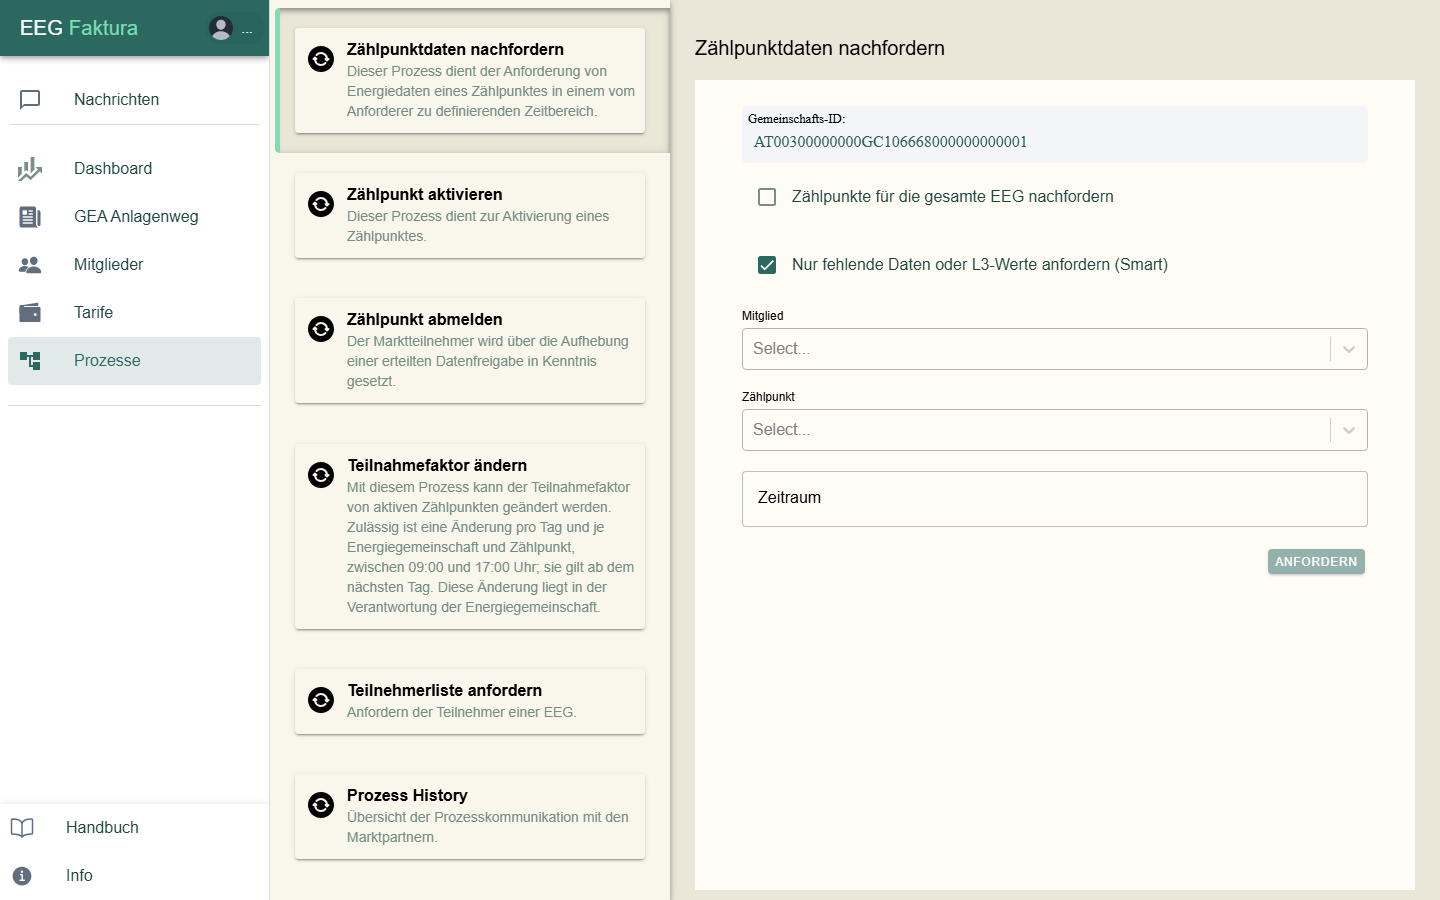 EEG Faktura
...
Nachrichten
Dashboard
GEA Anlagenweg
Mitglieder
Tarife
Prozesse
Handbuch
Info
Zählpunktdaten nachfordern
Dieser Prozess dient der Anforderung von
Energiedaten eines Zählpunktes in einem vom
Anforderer zu definierenden Zeitbereich.
Zählpunkt aktivieren
Dieser Prozess dient zur Aktivierung eines
Zählpunktes.
Zählpunkt abmelden
Der Marktteilnehmer wird über die Aufhebung
einer erteilten Datenfreigabe in Kenntnis
gesetzt.
Teilnahmefaktor ändern
Mit diesem Prozess kann der Teilnahmefaktor
von aktiven Zählpunkten geändert werden.
Zulässig ist eine Änderung pro Tag und je
Energiegemeinschaft und Zählpunkt,
zwischen 09:00 und 17:00 Uhr; sie gilt ab dem
nächsten Tag. Diese Änderung liegt in der
Verantwortung der Energiegemeinschaft.
Teilnehmerliste anfordern
Anfordern der Teilnehmer einer EEG.
Prozess History
Übersicht der Prozesskommunikation mit den
Marktpartnern.
Zählpunktdaten nachfordern
Gemeinschafts-ID:
AT00300000000GC106668000000000001
Zählpunkte für die gesamte EEG nachfordern
Nur fehlende Daten oder L3-Werte anfordern (Smart)
Mitglied
Select...
Zählpunkt
Select...
Zeitraum
ANFORDERN